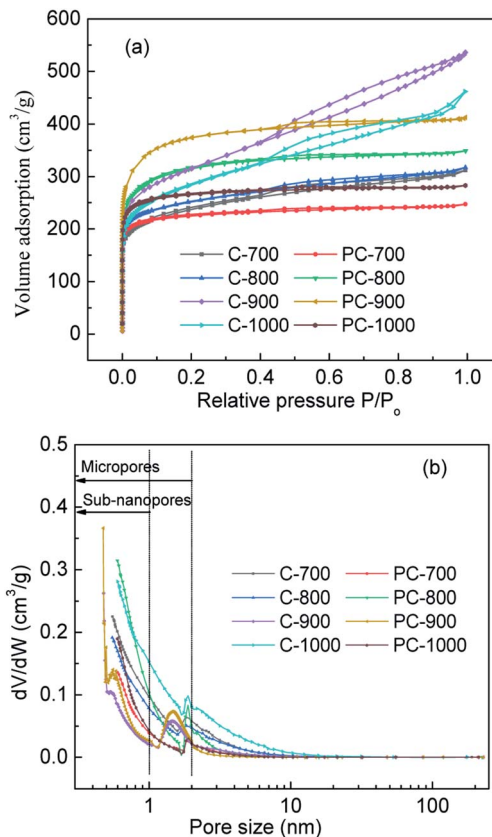 600
(a)
500
400
300
200
100
0
Volume adsorption (cm³/g)
C-700 PC-700
C-800 PC-800
C-900 PC-900
C-1000 PC-1000
0.0 0.2 0.4 0.6 0.8 1.0
Relative pressure P/Pₒ
0.5
(b)
Micropores
0.4
Sub-nanopores
0.3
0.2
0.1
0.0
dV/dW (cm³/g)
C-700 PC-700
C-800 PC-800
C-900 PC-900
C-1000 PC-1000
1 10 100
Pore size (nm)